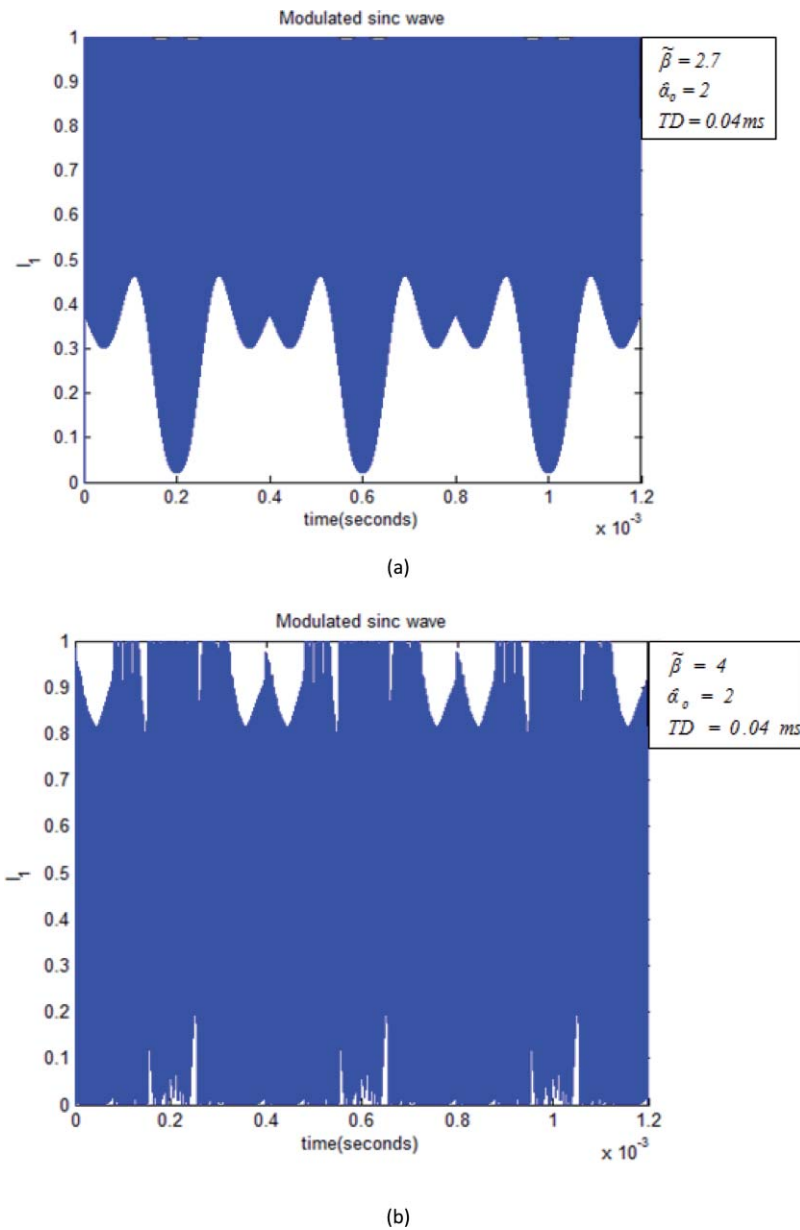 Modulated sinc wave
β̃ = 2.7
α̂ₒ = 2
TD = 0.04 ms
1
0.9
0.8
0.7
0.6
0.5
0.4
0.3
0.2
0.1
0
I₁
0 0.2 0.4 0.6 0.8 1 1.2
time(seconds)
x 10⁻³
(a)
Modulated sinc wave
β̃ = 4
α̂ₒ = 2
TD = 0.04 ms
1
0.9
0.8
0.7
0.6
0.5
0.4
0.3
0.2
0.1
0
I₁
0 0.2 0.4 0.6 0.8 1 1.2
time(seconds)
x 10⁻³
(b)